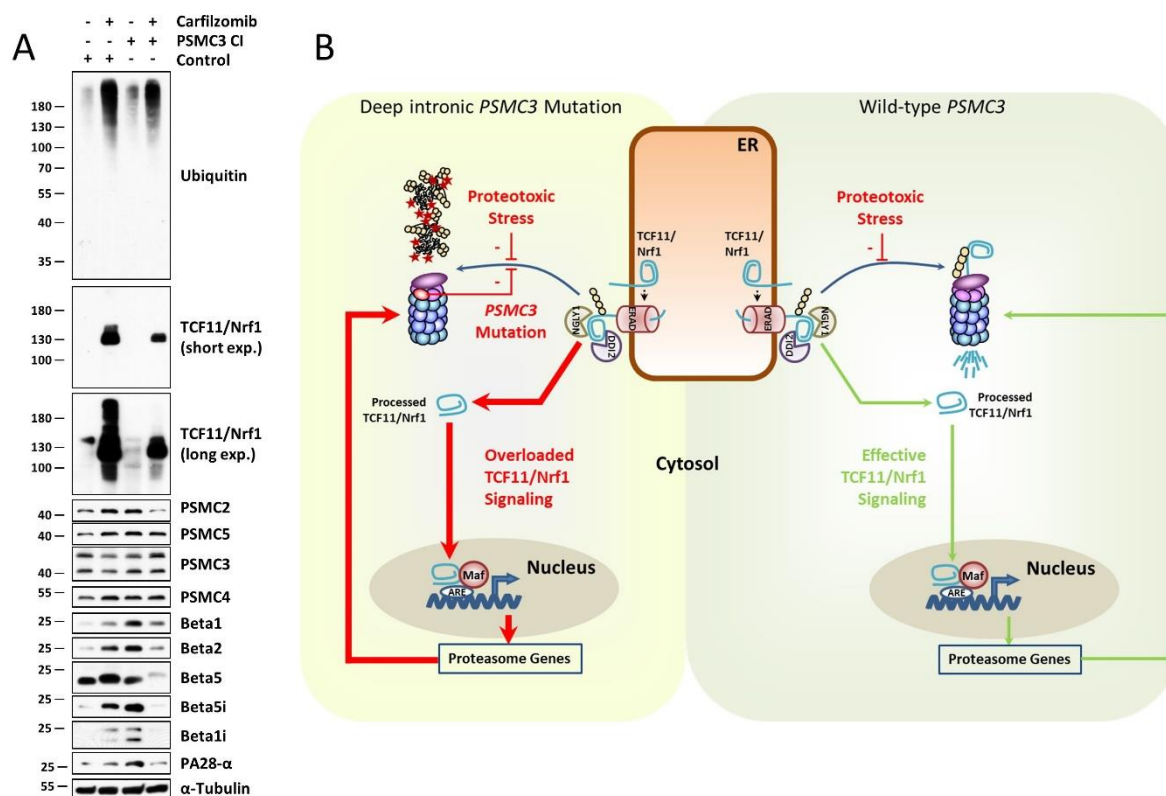 A
- + - + Carfilzomib
- - + + PSMC3 CI
+ + - - Control
180
130
100
70
55
40
35
Ubiquitin
180
130
100
TCF11/Nrf1
(short exp.)
180
130
100
TCF11/Nrf1
(long exp.)
40
PSMC2
40
PSMC5
40
PSMC3
55
PSMC4
25
Beta1
25
Beta2
25
Beta5
25
Beta5i
25
Beta1i
25
PA28-α
55
α-Tubulin
B
Deep intronic PSMC3 Mutation
Wild-type PSMC3
ER
Proteotoxic
Stress
-
-
PSMC3
Mutation
TCF11/
Nrf1
ERAD
NGLY1
DDI2
TCF11/
Nrf1
ERAD
NGLY1
DDI2
Proteotoxic
Stress
-
Processed
TCF11/Nrf1
Processed
TCF11/Nrf1
Cytosol
Overloaded
TCF11/Nrf1
Signaling
Effective
TCF11/Nrf1
Signaling
Nucleus
Maf
ARE
Nucleus
Maf
ARE
Proteasome Genes
Proteasome Genes